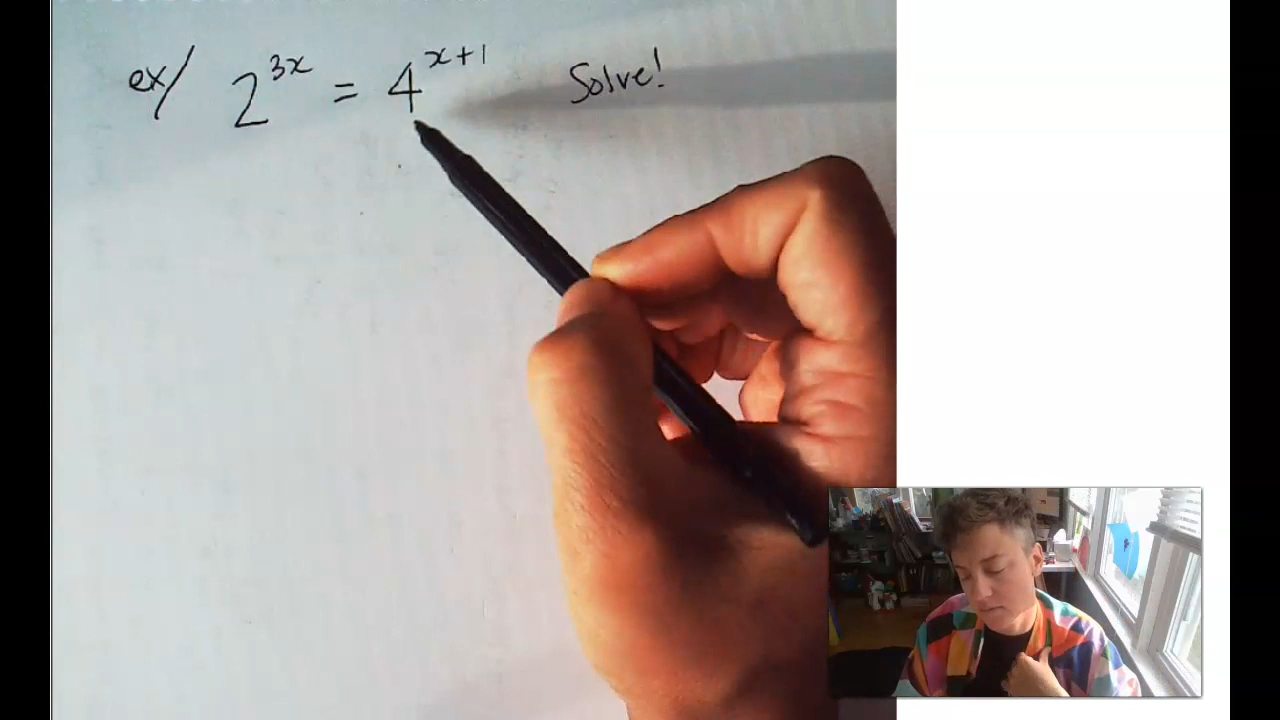 ex/ 2^{3x} = 4^{x+1} Solve!